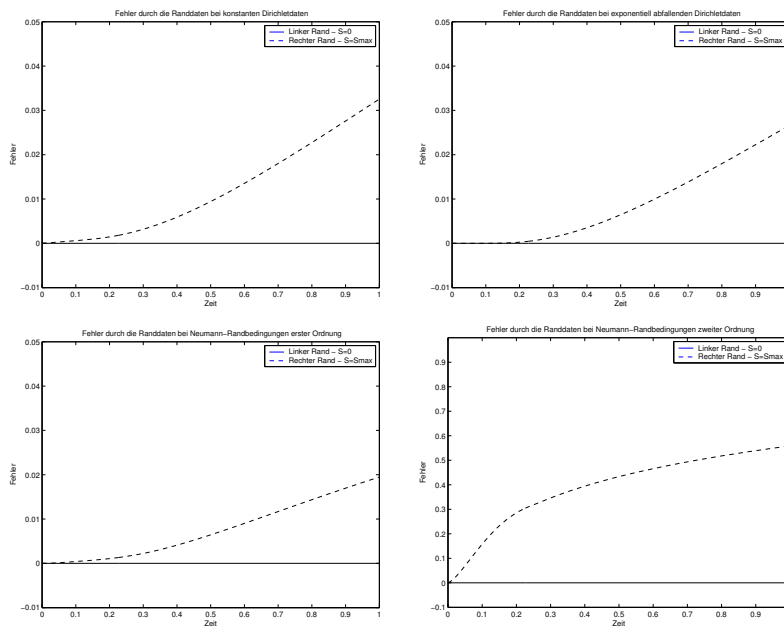 Fehler durch die Randdaten bei konstanten Dirichletdaten
0.05
0.04
0.03
0.02
0.01
0
−0.01
Fehler
0 0.1 0.2 0.3 0.4 0.5 0.6 0.7 0.8 0.9 1
Zeit
Linker Rand − S=0
Rechter Rand − S=Smax
Fehler durch die Randdaten bei exponentiell abfallenden Dirichletdaten
0.05
0.04
0.03
0.02
0.01
0
−0.01
Fehler
0 0.1 0.2 0.3 0.4 0.5 0.6 0.7 0.8 0.9
Zeit
Linker Rand − S=0
Rechter Rand − S=Smax
Fehler durch die Randdaten bei Neumann−Randbedingungen erster Ordnung
0.05
0.04
0.03
0.02
0.01
0
−0.01
Fehler
0 0.1 0.2 0.3 0.4 0.5 0.6 0.7 0.8 0.9 1
Zeit
Linker Rand − S=0
Rechter Rand − S=Smax
Fehler durch die Randdaten bei Neumann−Randbedingungen zweiter Ordnung
0.9
0.8
0.7
0.6
0.5
0.4
0.3
0.2
0.1
0
−0.1
Fehler
0 0.1 0.2 0.3 0.4 0.5 0.6 0.7 0.8 0.9
Zeit
Linker Rand − S=0
Rechter Rand − S=Smax